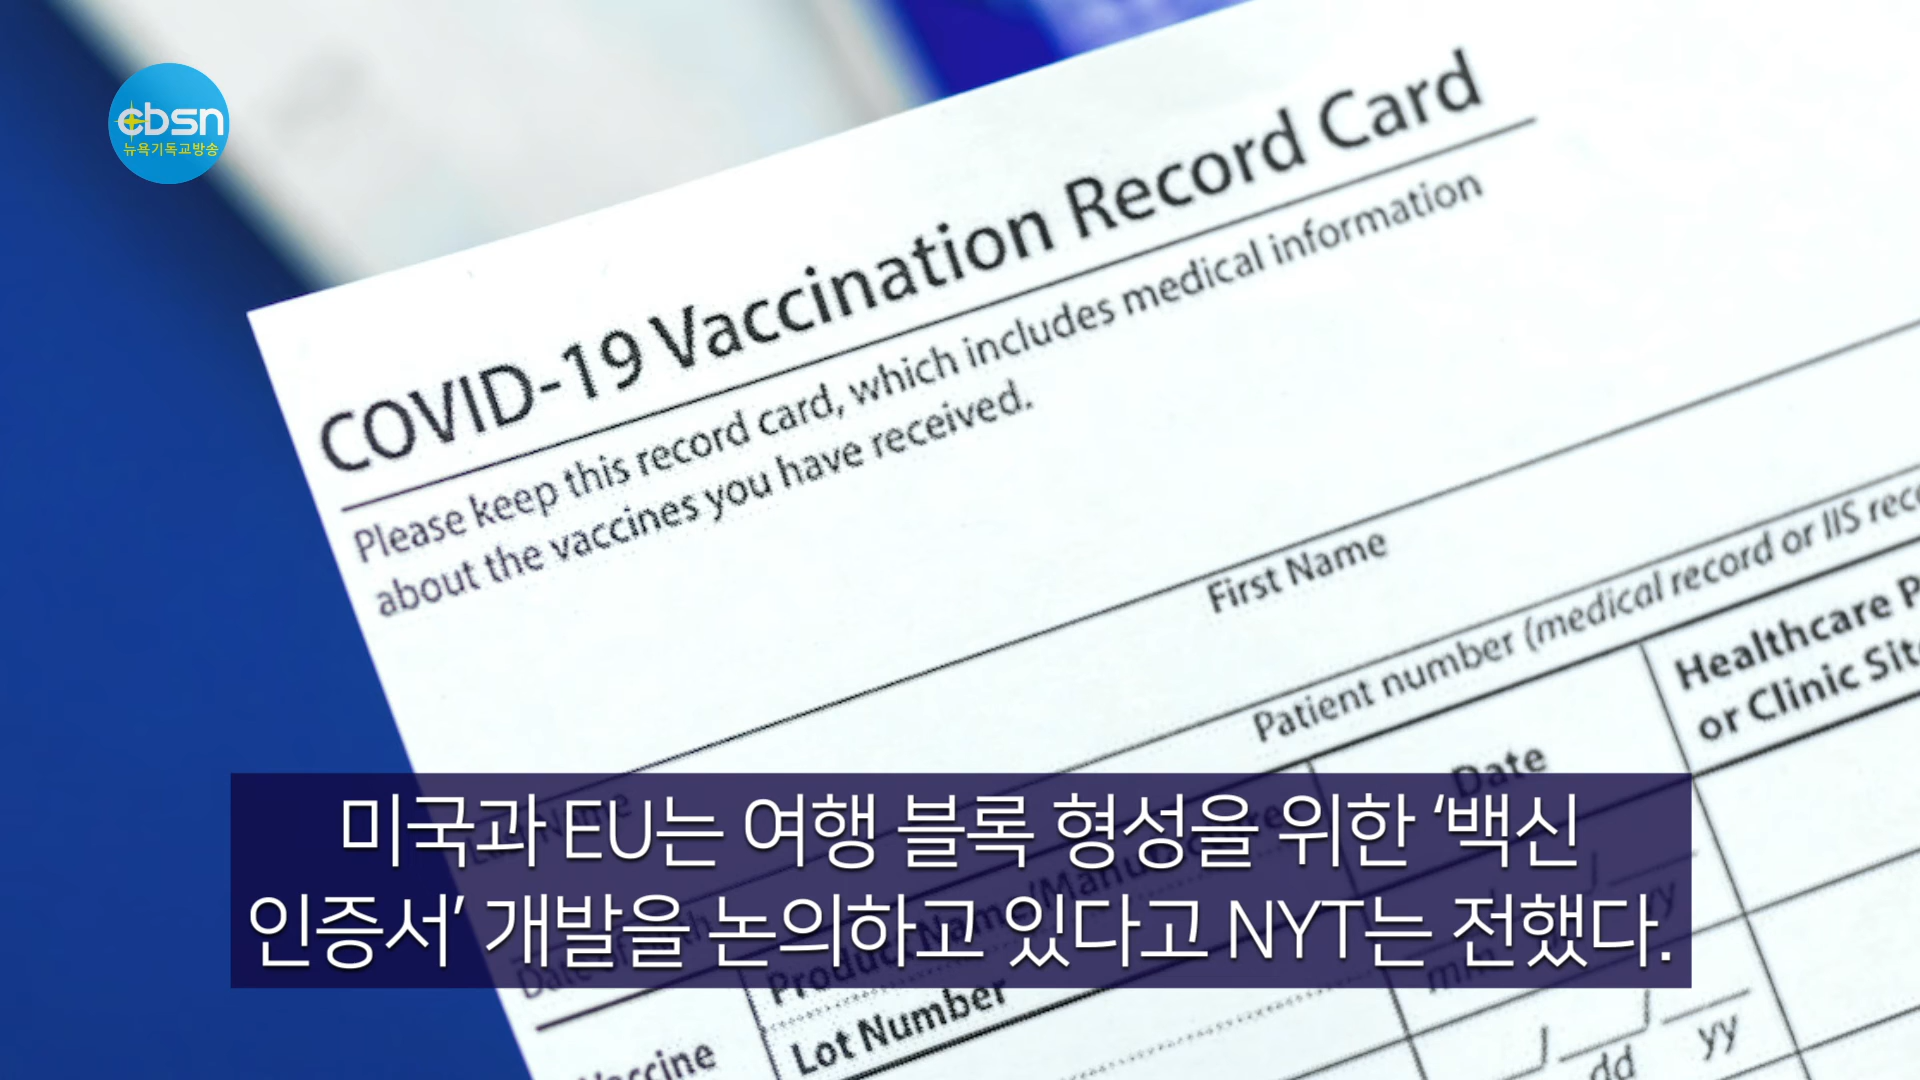 cbsn
뉴욕기독교방송
COVID-19 Vaccination Record Card
Please keep this record card, which includes medical information
about the vaccines you have received.
First Name
Patient number (medical record or IIS
Healthcare
or Clinic
Date
Lot Number
Vaccine
mm
yy
dd
yy
미국과 EU는 여행 블록 형성을 위한 ‘백신
인증서’ 개발을 논의하고 있다고 NYT는 전했다.